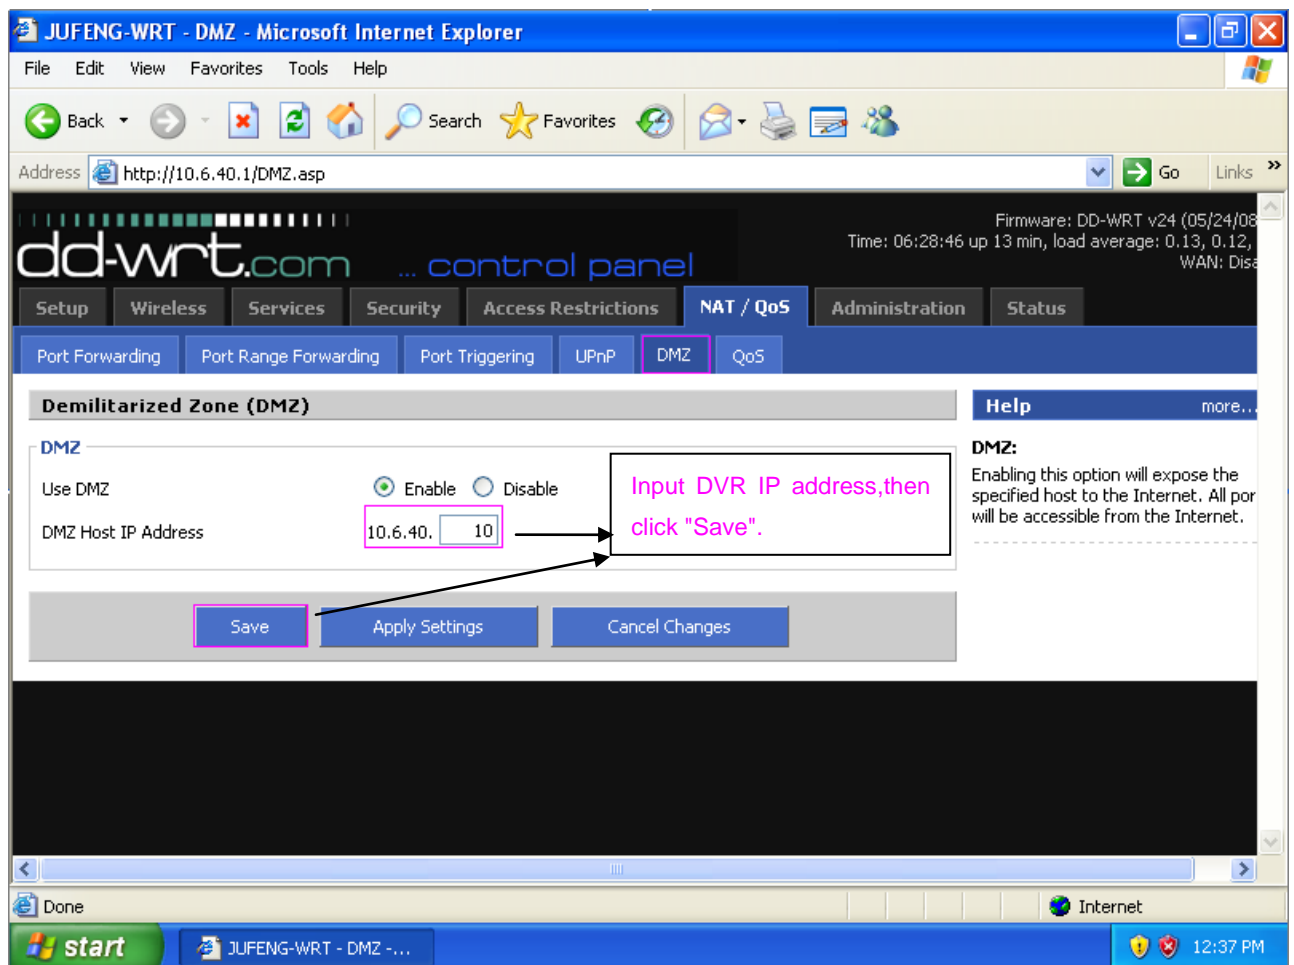 JUFENG-WRT - DMZ - Microsoft Internet Explorer
File Edit View Favorites Tools Help
Back Search Favorites
Address http://10.6.40.1/DMZ.asp Go Links »
Firmware: DD-WRT v24 (05/24/08
Time: 06:28:46 up 13 min, load average: 0.13, 0.12,
WAN: Disa
dd-wrt.com ... control panel
Setup Wireless Services Security Access Restrictions NAT / QoS Administration Status
Port Forwarding Port Range Forwarding Port Triggering UPnP DMZ QoS
Demilitarized Zone (DMZ)
DMZ
Use DMZ Enable Disable
DMZ Host IP Address 10.6.40. 10
Input DVR IP address,then
click "Save".
Save Apply Settings Cancel Changes
Help more...
DMZ:
Enabling this option will expose the
specified host to the Internet. All por
will be accessible from the Internet.
Done Internet
start JUFENG-WRT - DMZ -... 12:37 PM